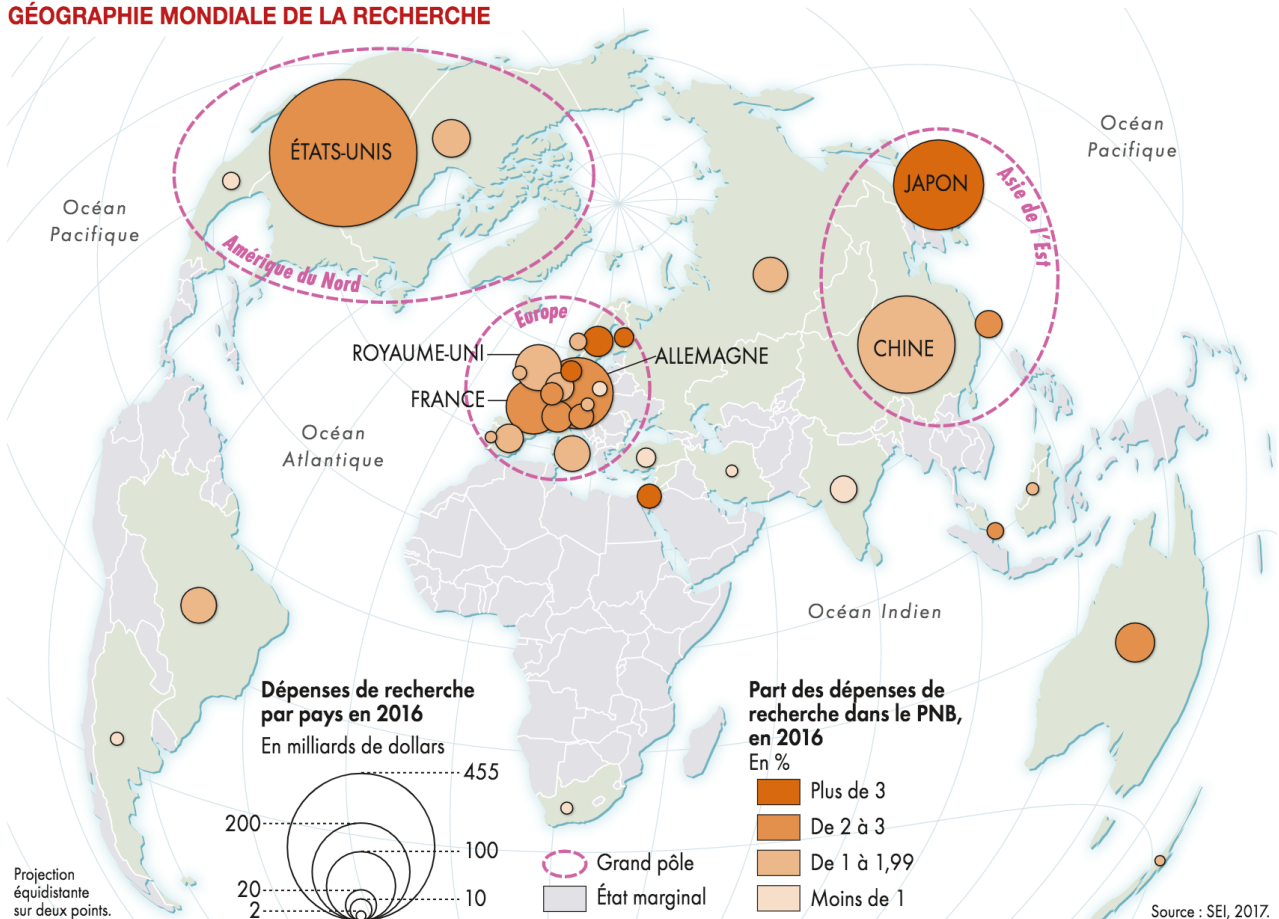 GÉOGRAPHIE MONDIALE DE LA RECHERCHE
ÉTATS-UNIS
Océan
Pacifique
Amérique du Nord
Océan
Pacifique
JAPON
Asie de l'Est
CHINE
Europe
ROYAUME-UNI
ALLEMAGNE
FRANCE
Océan
Atlantique
Océan Indien
Dépenses de recherche
par pays en 2016
En milliards de dollars
455
200
100
20
10
2
Grand pôle
État marginal
Part des dépenses de
recherche dans le PNB,
en 2016
En %
Plus de 3
De 2 à 3
De 1 à 1,99
Moins de 1
Projection
équidistante
sur deux points.
Source : SEI, 2017.